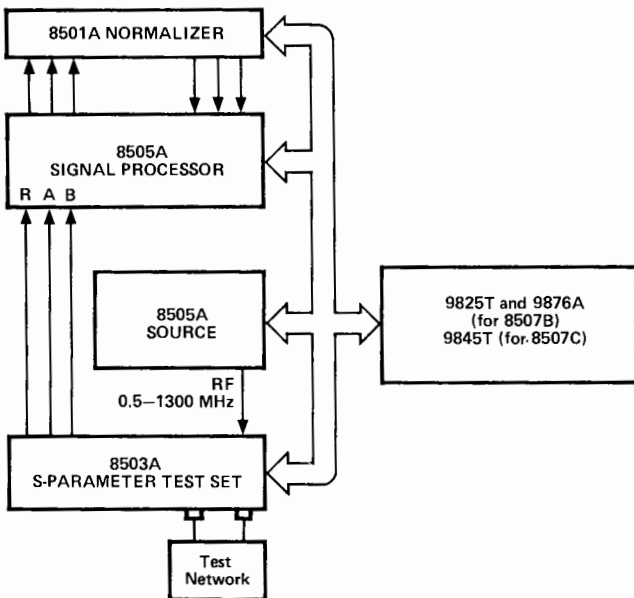 8501A NORMALIZER
8505A
SIGNAL PROCESSOR
R A B
8505A
SOURCE
RF
0.5–1300 MHz
9825T and 9876A
(for 8507B)
9845T (for 8507C)
8503A
S-PARAMETER TEST SET
Test
Network